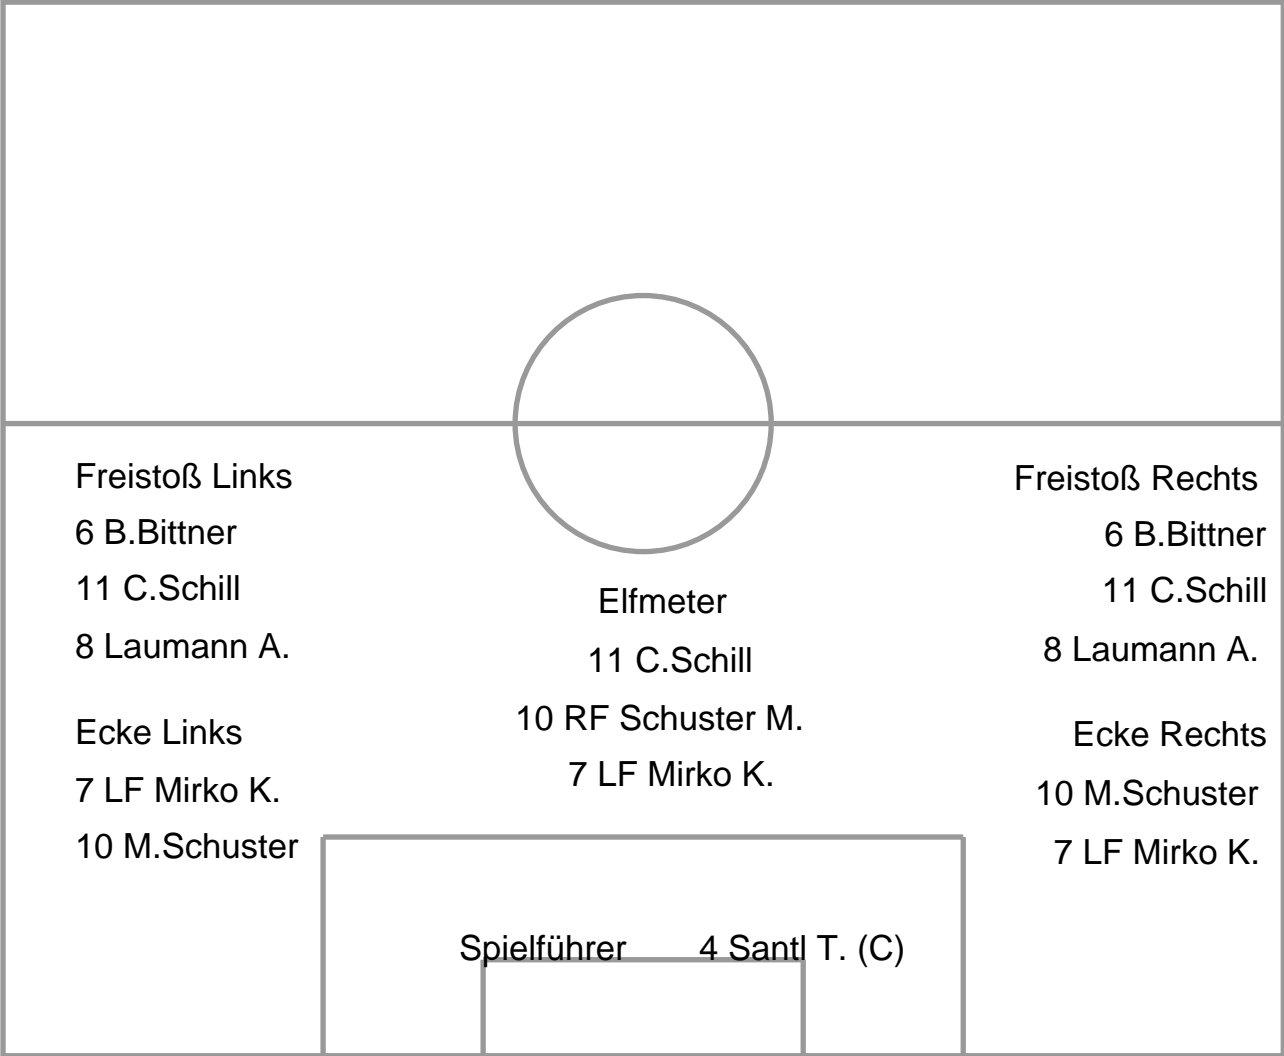 Freistoß Links
6 B.Bittner
11 C.Schill
8 Laumann A.
Ecke Links
7 LF Mirko K.
10 M.Schuster
Elfmeter
11 C.Schill
10 RF Schuster M.
7 LF Mirko K.
Freistoß Rechts
6 B.Bittner
11 C.Schill
8 Laumann A.
Ecke Rechts
10 M.Schuster
7 LF Mirko K.
Spielführer 4 Santl T. (C)